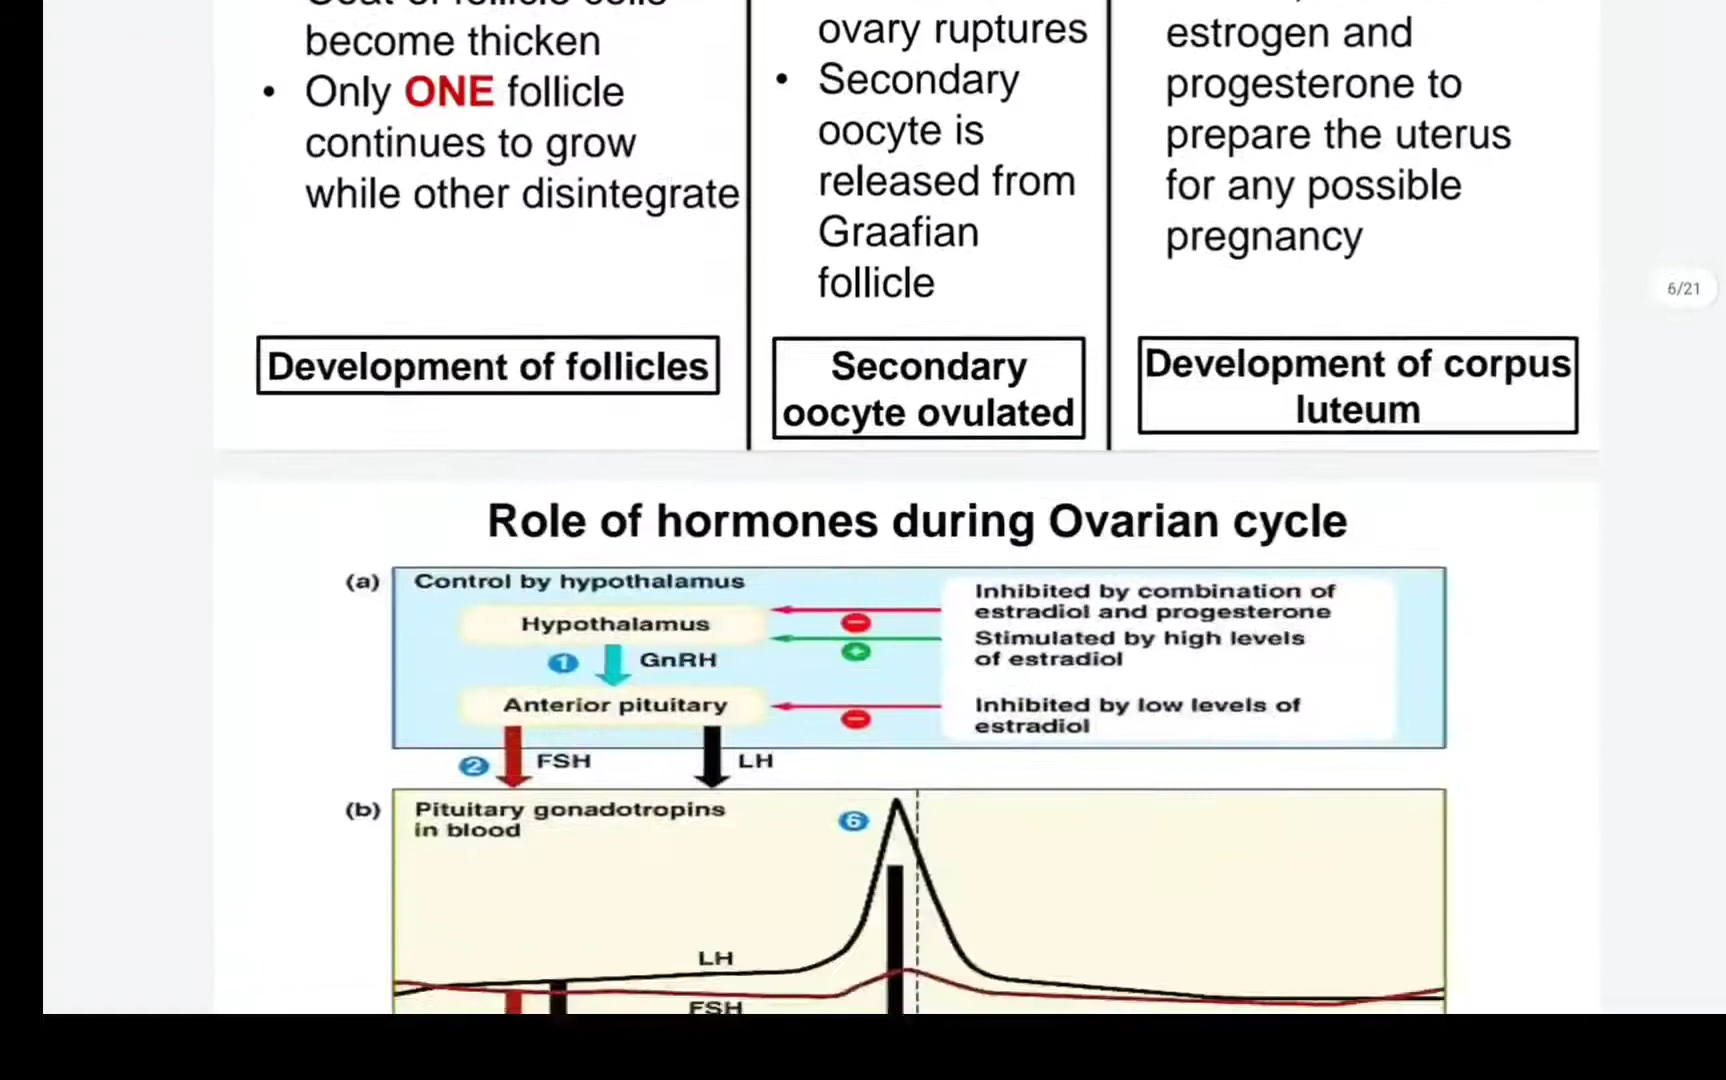 become thicken
• Only ONE follicle
continues to grow
while other disintegrate
Development of follicles
ovary ruptures
• Secondary
oocyte is
released from
Graafian
follicle
Secondary
oocyte ovulated
estrogen and
progesterone to
prepare the uterus
for any possible
pregnancy
Development of corpus
luteum
6/21
Role of hormones during Ovarian cycle
(a) Control by hypothalamus
Hypothalamus
1 GnRH
Anterior pituitary
Inhibited by combination of
estradiol and progesterone
Stimulated by high levels
of estradiol
Inhibited by low levels of
estradiol
2 FSH LH
(b) Pituitary gonadotropins
in blood
6
LH
FSH